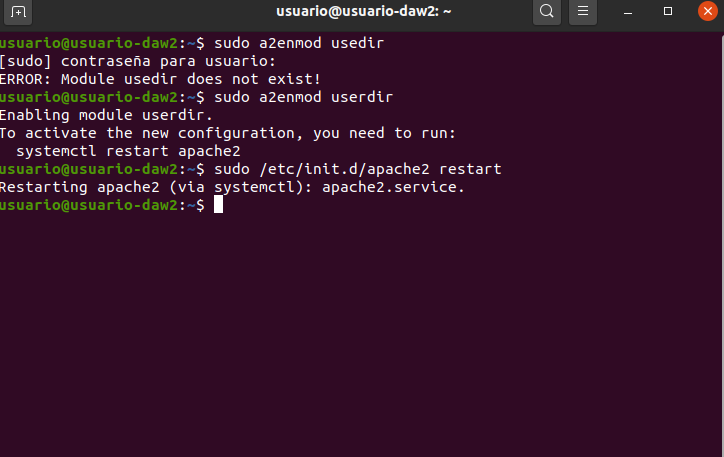 usuario@usuario-daw2: ~
usuario@usuario-daw2:~$ sudo a2enmod usedir
[sudo] contraseña para usuario:
ERROR: Module usedir does not exist!
usuario@usuario-daw2:~$ sudo a2enmod userdir
Enabling module userdir.
To activate the new configuration, you need to run:
  systemctl restart apache2
usuario@usuario-daw2:~$ sudo /etc/init.d/apache2 restart
Restarting apache2 (via systemctl): apache2.service.
usuario@usuario-daw2:~$